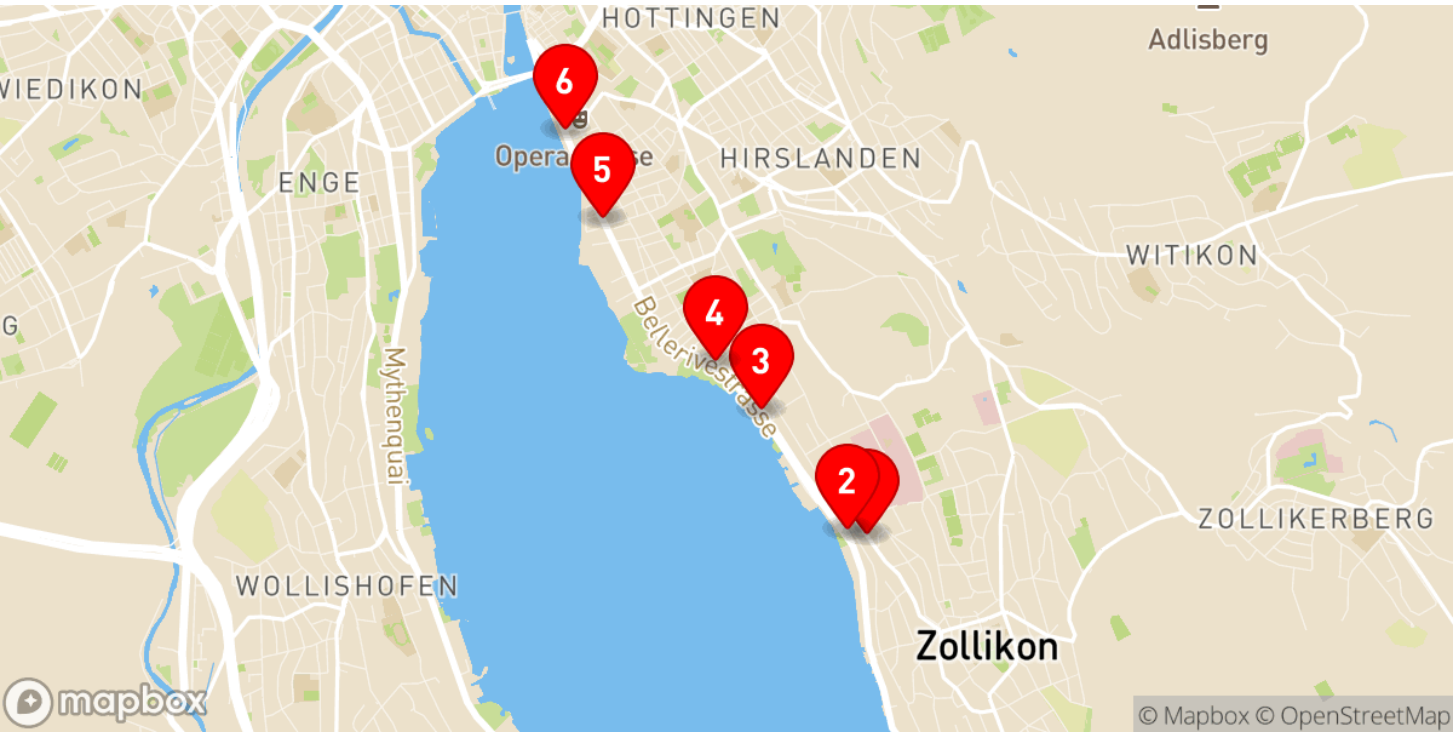 HOTTINGEN
Adlisberg
WIEDIKON
6
Opera se
5
HIRSLANDEN
ENGE
WITIKON
4
Bellerivestrasse
3
G
Mythenquai
2
ZOLLIKERBERG
WOLLISHOFEN
Zollikon
mapbox
© Mapbox © OpenStreetMap